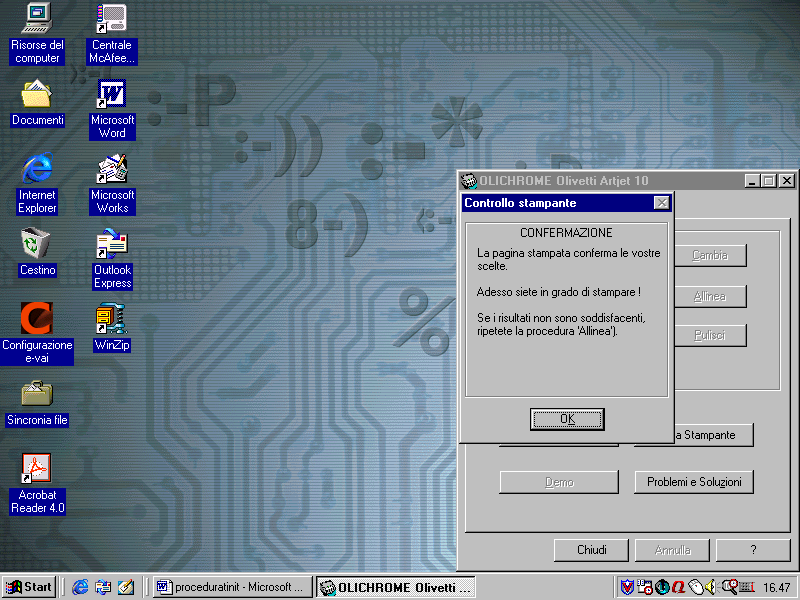 Risore del
computer
Centrale
McAfee...
Documenti
Microsoft
Word
Internet
Explorer
Microsoft
Works
Cestino
Outlook
Express
Configurazione
e-vai
WinZip
Sincronia file
Acrobat
Reader 4.0
:-P
:-))
:-*
8-)
%
OLICHROME Olivetti Artjet 10
Controllo stampante
CONFERMAZIONE
La pagina stampata conferma le vostre
scelte.
Adesso siete in grado di stampare !
Se i risultati non sono soddisfacenti,
ripetete la procedura 'Allinea').
OK
Cambia
Allinea
Pulisci
a Stampante
Demo
Problemi e Soluzioni
Chiudi
Annulla
?
Start
proceduratinit - Microsoft ...
OLICHROME Olivetti ...
16.47